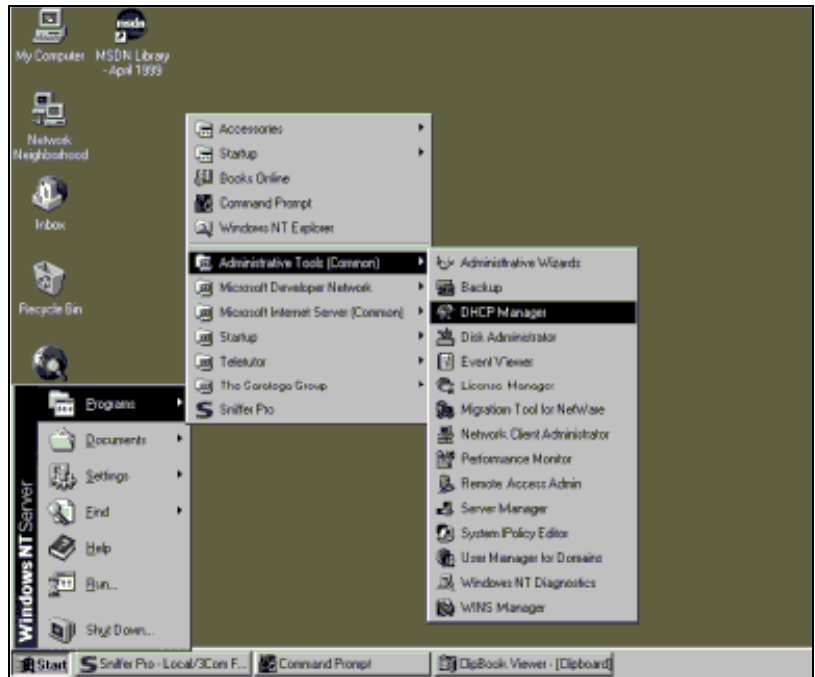 My Computer
MSDN Library
- April 1999
Network
Neighborhood
Inbox
Recycle Bin
Accessories
Startup
Books Online
Command Prompt
Windows NT Explorer
Administrative Tools (Common)
Microsoft Developer Network
Microsoft Internet Server (Common)
Startup
Teletutor
The Saratoga Group
Sniffer Pro
Administrative Wizards
Backup
DHCP Manager
Disk Administrator
Event Viewer
License Manager
Migration Tool for NetWare
Network Client Administrator
Performance Monitor
Remote Access Admin
Server Manager
System Policy Editor
User Manager for Domains
Windows NT Diagnostics
WINS Manager
Programs
Documents
Settings
Find
Help
Run...
Shut Down...
Windows NT Server
Start
Sniffer Pro - Local/3Com F...
Command Prompt
ClipBook Viewer - [Clipboard]